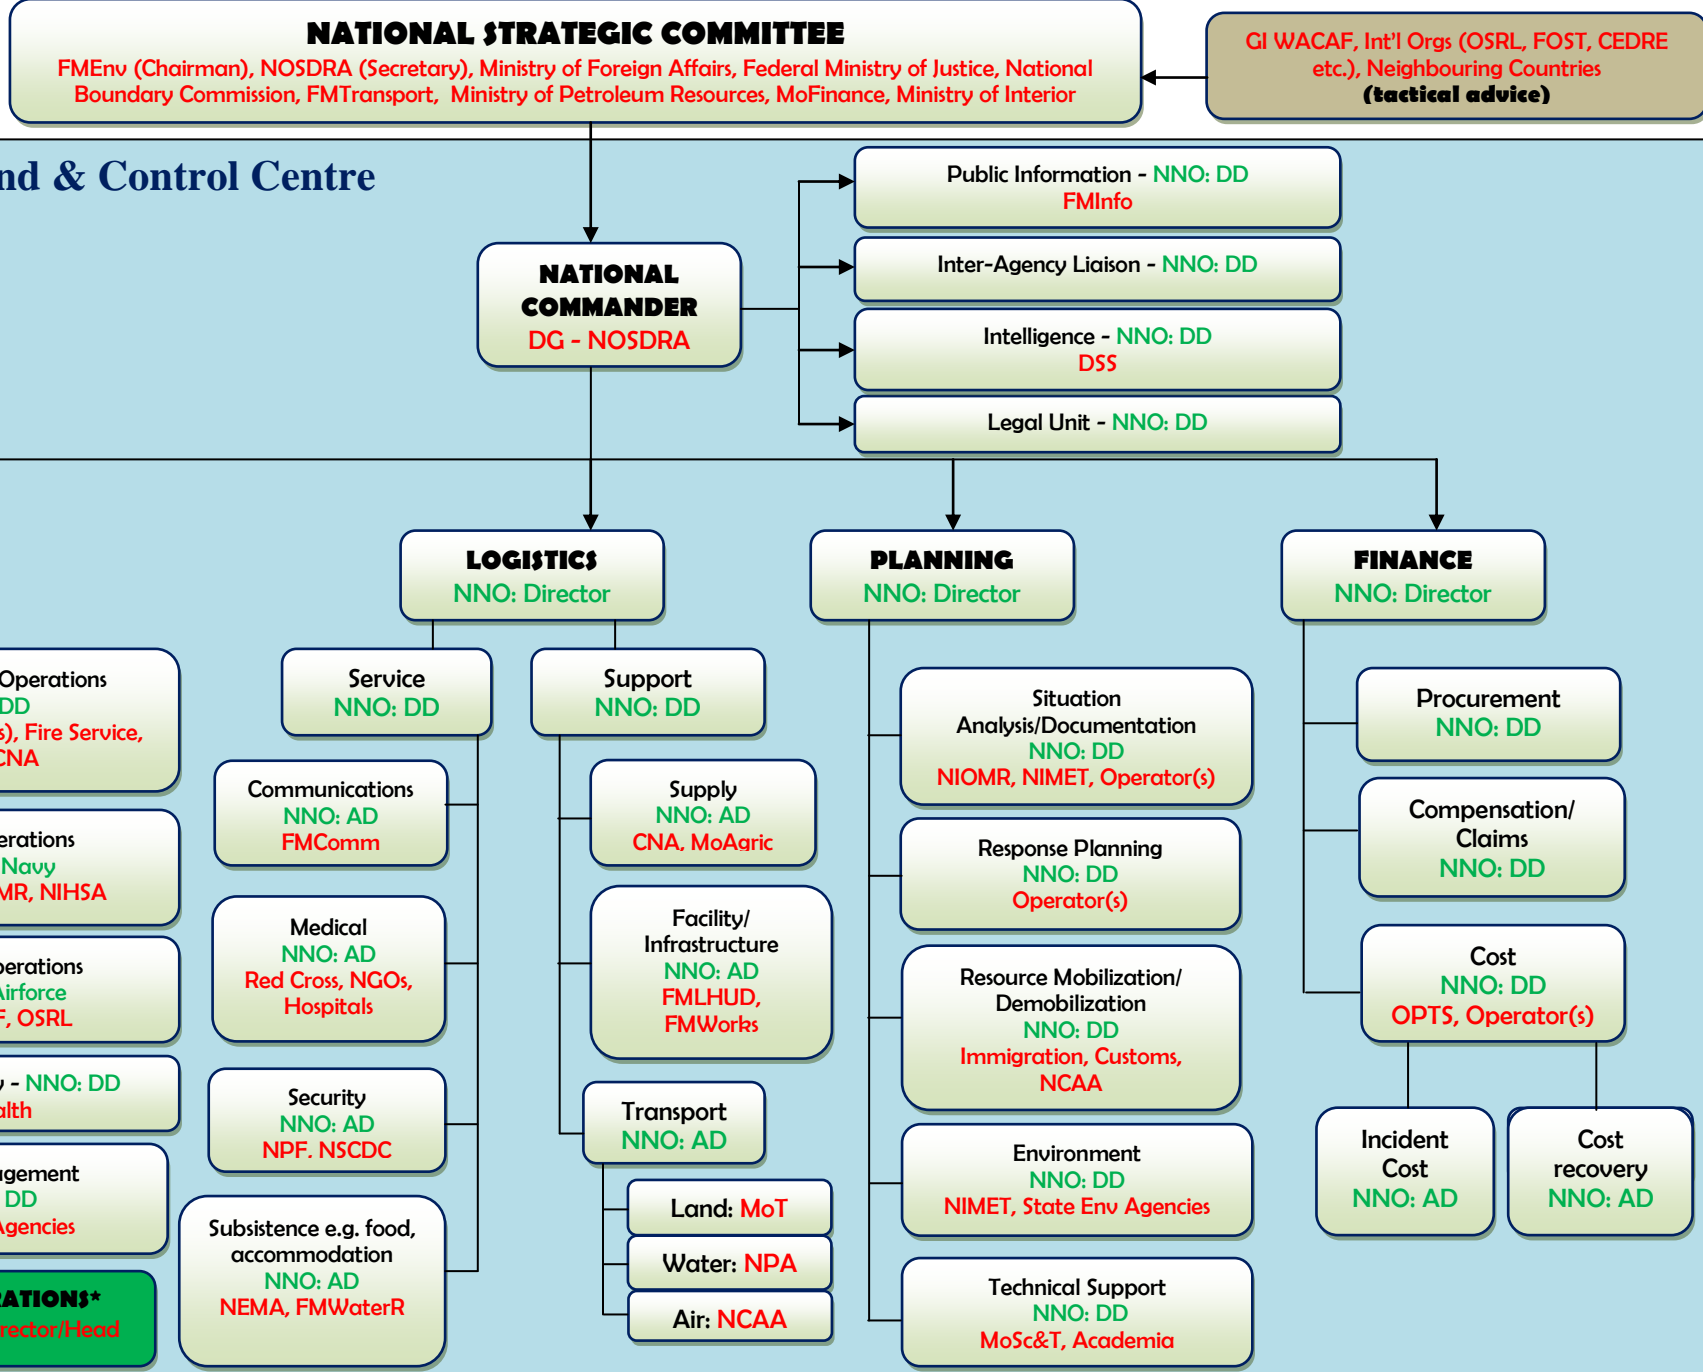 NATIONAL STRATEGIC COMMITTEE
FMEnv (Chairman), NOSDRA (Secretary), Ministry of Foreign Affairs, Federal Ministry of Justice, National
Boundary Commission, FMTransport, Ministry of Petroleum Resources, MoFinance, Ministry of Interior
GI WACAF, Int'l Orgs (OSRL, FOST, CEDRE
etc.), Neighbouring Countries
(tactical advice)
nd & Control Centre
NATIONAL
COMMANDER
DG - NOSDRA
Public Information - NNO: DD
FMInfo
Inter-Agency Liaison - NNO: DD
Intelligence - NNO: DD
DSS
Legal Unit - NNO: DD
LOGISTICS
NNO: Director
PLANNING
NNO: Director
FINANCE
NNO: Director
Operations
DD
s), Fire Service,
CNA
erations
Navy
MR, NIHSA
perations
Airforce
F, OSRL
y - NNO: DD
alth
gement
DD
Agencies
RATIONS*
rector/Head
Service
NNO: DD
Communications
NNO: AD
FMComm
Medical
NNO: AD
Red Cross, NGOs,
Hospitals
Security
NNO: AD
NPF, NSCDC
Subsistence e.g. food,
accommodation
NNO: AD
NEMA, FMWaterR
Support
NNO: DD
Supply
NNO: AD
CNA, MoAgric
Facility/
Infrastructure
NNO: AD
FMLHUD,
FMWorks
Transport
NNO: AD
Land: MoT
Water: NPA
Air: NCAA
Situation
Analysis/Documentation
NNO: DD
NIOMR, NIMET, Operator(s)
Response Planning
NNO: DD
Operator(s)
Resource Mobilization/
Demobilization
NNO: DD
Immigration, Customs,
NCAA
Environment
NNO: DD
NIMET, State Env Agencies
Technical Support
NNO: DD
MoSc&T, Academia
Procurement
NNO: DD
Compensation/
Claims
NNO: DD
Cost
NNO: DD
OPTS, Operator(s)
Incident
Cost
NNO: AD
Cost
recovery
NNO: AD